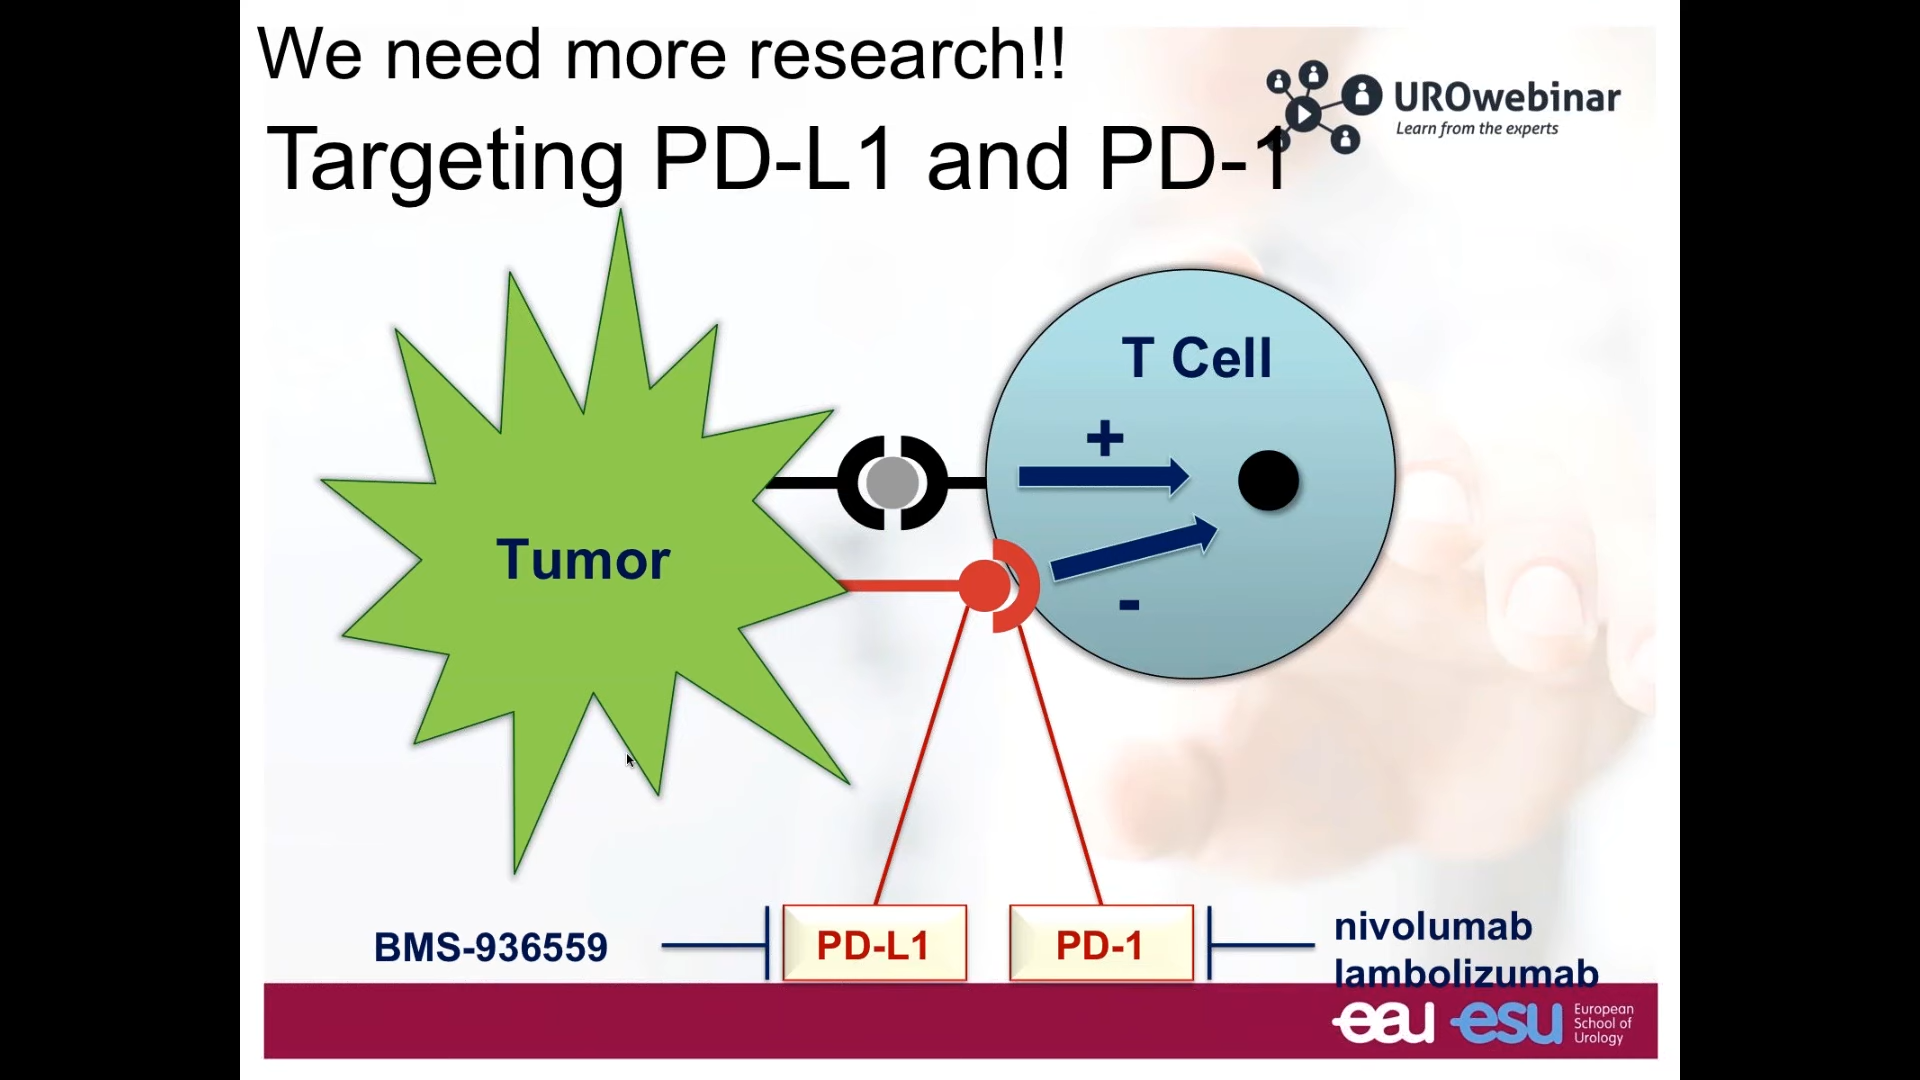 We need more research!!
UROwebinar
Learn from the experts
Targeting PD-L1 and PD-1
T Cell
+
Tumor
-
BMS-936559
PD-L1
PD-1
nivolumab
lambolizumab
eau
esu
European
School of
Urology